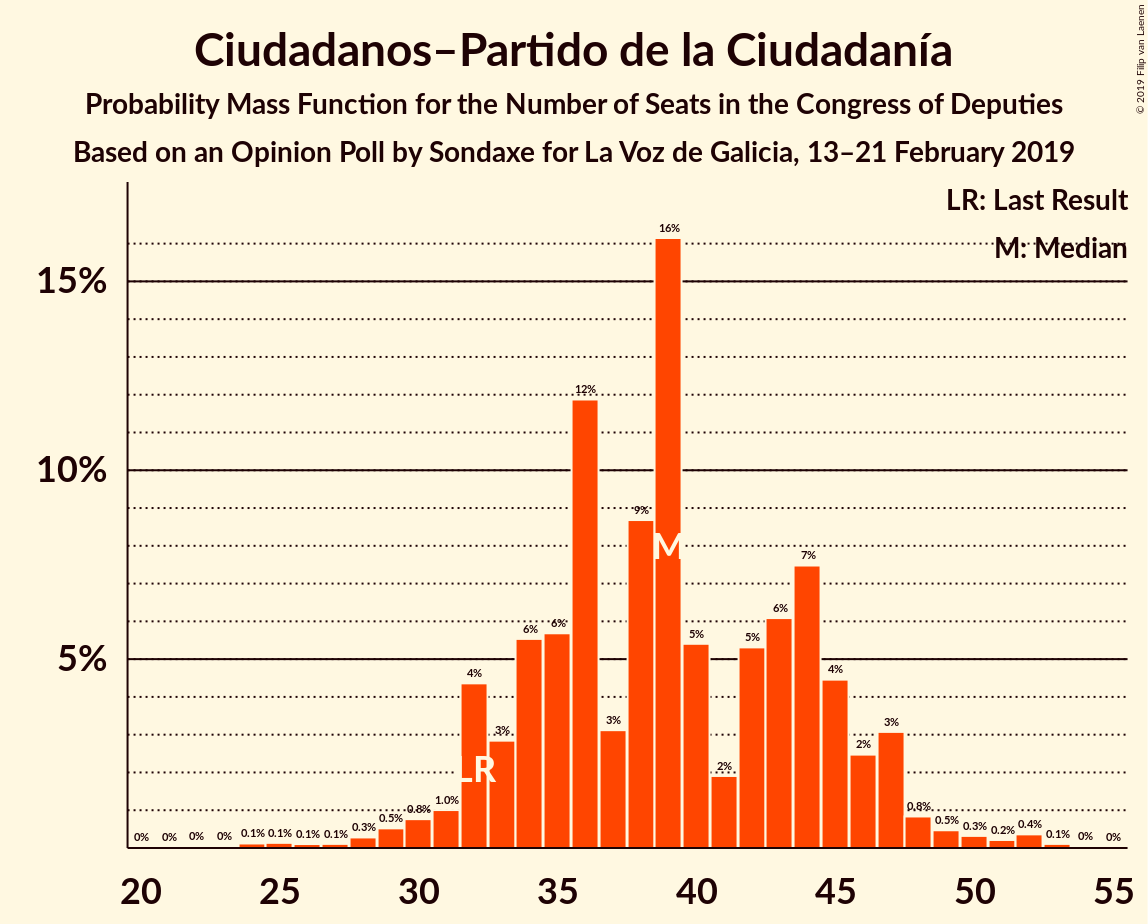 Ciudadanos–Partido de la Ciudadanía
Probability Mass Function for the Number of Seats in the Congress of Deputies
Based on an Opinion Poll by Sondaxe for La Voz de Galicia, 13–21 February 2019
© 2019 Filip van Laenen
LR: Last Result
M: Median
15%
10%
5%
0% 0% 0% 0% 0.1% 0.1% 0.1% 0.1% 0.3% 0.5% 0.8% 1.0% 4% 3% 6% 6% 12% 3% 9% 16% 5% 2% 5% 6% 7% 4% 2% 3% 0.8% 0.5% 0.3% 0.2% 0.4% 0.1% 0% 0%
M
LR
20 25 30 35 40 45 50 55